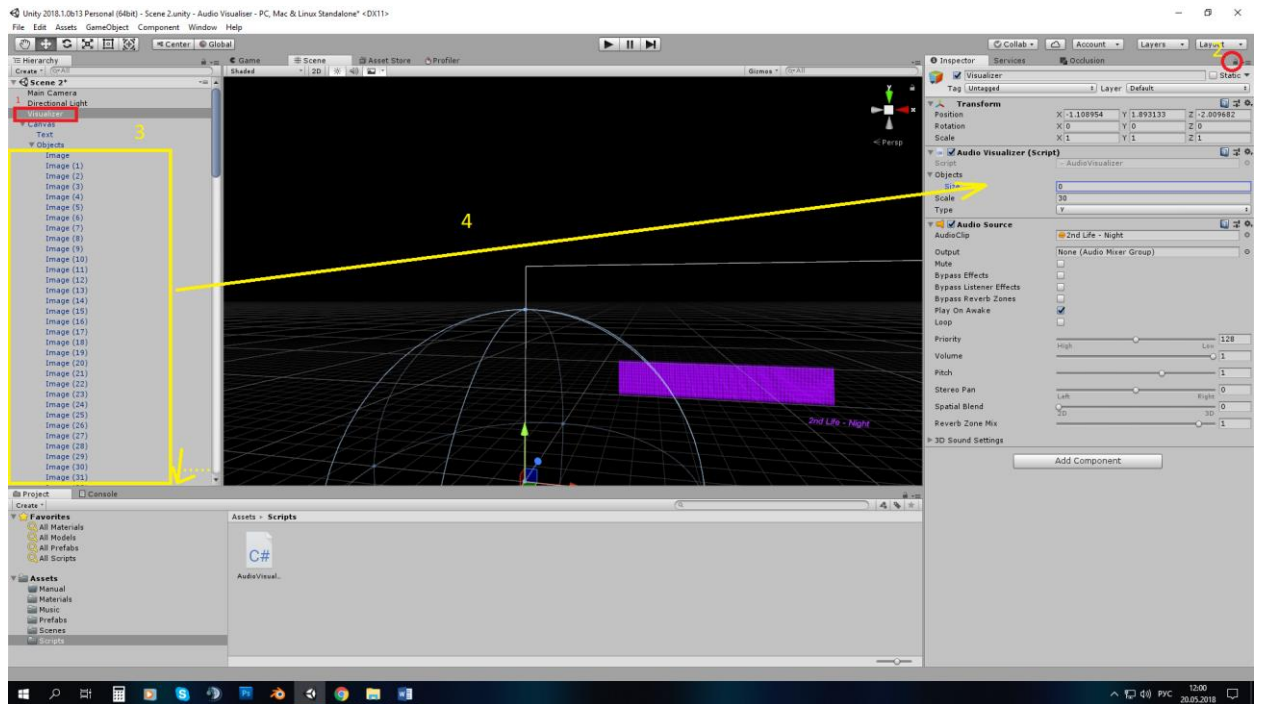 Unity 2018.1.0b13 Personal (64bit) - Scene 2.unity - Audio Visualiser - PC, Mac & Linux Standalone* <DX11>
File Edit Assets GameObject Component Window Help
Center Global
Collab Account Layers Layout
2
Hierarchy
Create All
Scene 2*
Main Camera
1
Directional Light
Visualizer
Canvas
3
Text
Objects
Image
Image (1)
Image (2)
Image (3)
Image (4)
Image (5)
Image (6)
Image (7)
Image (8)
Image (9)
Image (10)
Image (11)
Image (12)
Image (13)
Image (14)
Image (15)
Image (16)
Image (17)
Image (18)
Image (19)
Image (20)
Image (21)
Image (22)
Image (23)
Image (24)
Image (25)
Image (26)
Image (27)
Image (28)
Image (29)
Image (30)
Image (31)
Game Scene Asset Store Profiler
Shaded 2D Gizmos All
y
x
Persp
4
2nd Life - Night
Inspector Services Occlusion
Visualizer Static
Tag Untagged Layer Default
Transform
Position X -1.108954 Y 1.893133 Z -2.009682
Rotation X 0 Y 0 Z 0
Scale X 1 Y 1 Z 1
Audio Visualizer (Script)
Script AudioVisualizer
Objects
Size 0
Scale 30
Type Y
Audio Source
AudioClip 2nd Life - Night
Output None (Audio Mixer Group)
Mute
Bypass Effects
Bypass Listener Effects
Bypass Reverb Zones
Play On Awake
Loop
Priority 128
High Low
Volume 1
Pitch 1
Stereo Pan 0
Left Right
Spatial Blend 0
2D 3D
Reverb Zone Mix 1
3D Sound Settings
Add Component
Project Console
Create
Favorites
All Materials
All Models
All Prefabs
All Scripts
Assets
Manual
Materials
Music
Prefabs
Scenes
Scripts
Assets Scripts
C#
AudioVisual..
РУС
12:00
20.05.2018